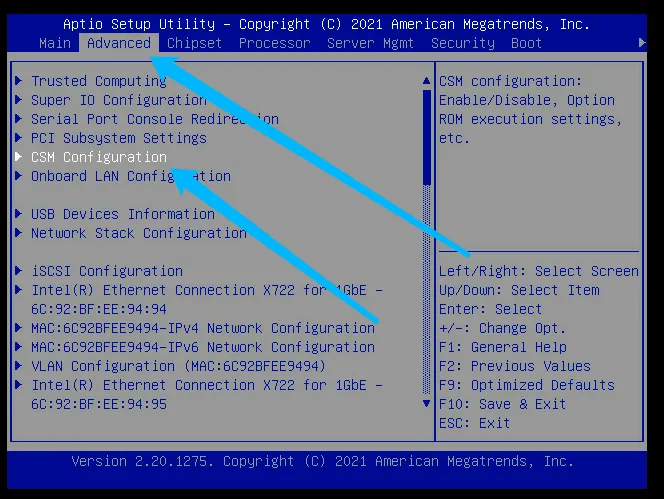 Aptio Setup Utility – Copyright (C) 2021 American Megatrends, Inc.
Main Advanced Chipset Processor Server Mgmt Security Boot
Trusted Computing
Super IO Configuration
Serial Port Console Redirection
PCI Subsystem Settings
CSM Configuration
Onboard LAN Configuration
USB Devices Information
Network Stack Configuration
iSCSI Configuration
Intel(R) Ethernet Connection X722 for 1GbE –
6C:92:BF:EE:94:94
MAC:6C92BFEE9494-IPv4 Network Configuration
MAC:6C92BFEE9494-IPv6 Network Configuration
VLAN Configuration (MAC:6C92BFEE9494)
Intel(R) Ethernet Connection X722 for 1GbE –
6C:92:BF:EE:94:95
CSM configuration:
Enable/Disable, Option
ROM execution settings,
etc.
Left/Right: Select Screen
Up/Down: Select Item
Enter: Select
+/-: Change Opt.
F1: General Help
F2: Previous Values
F9: Optimized Defaults
F10: Save & Exit
ESC: Exit
Version 2.20.1275. Copyright (C) 2021 American Megatrends, Inc.